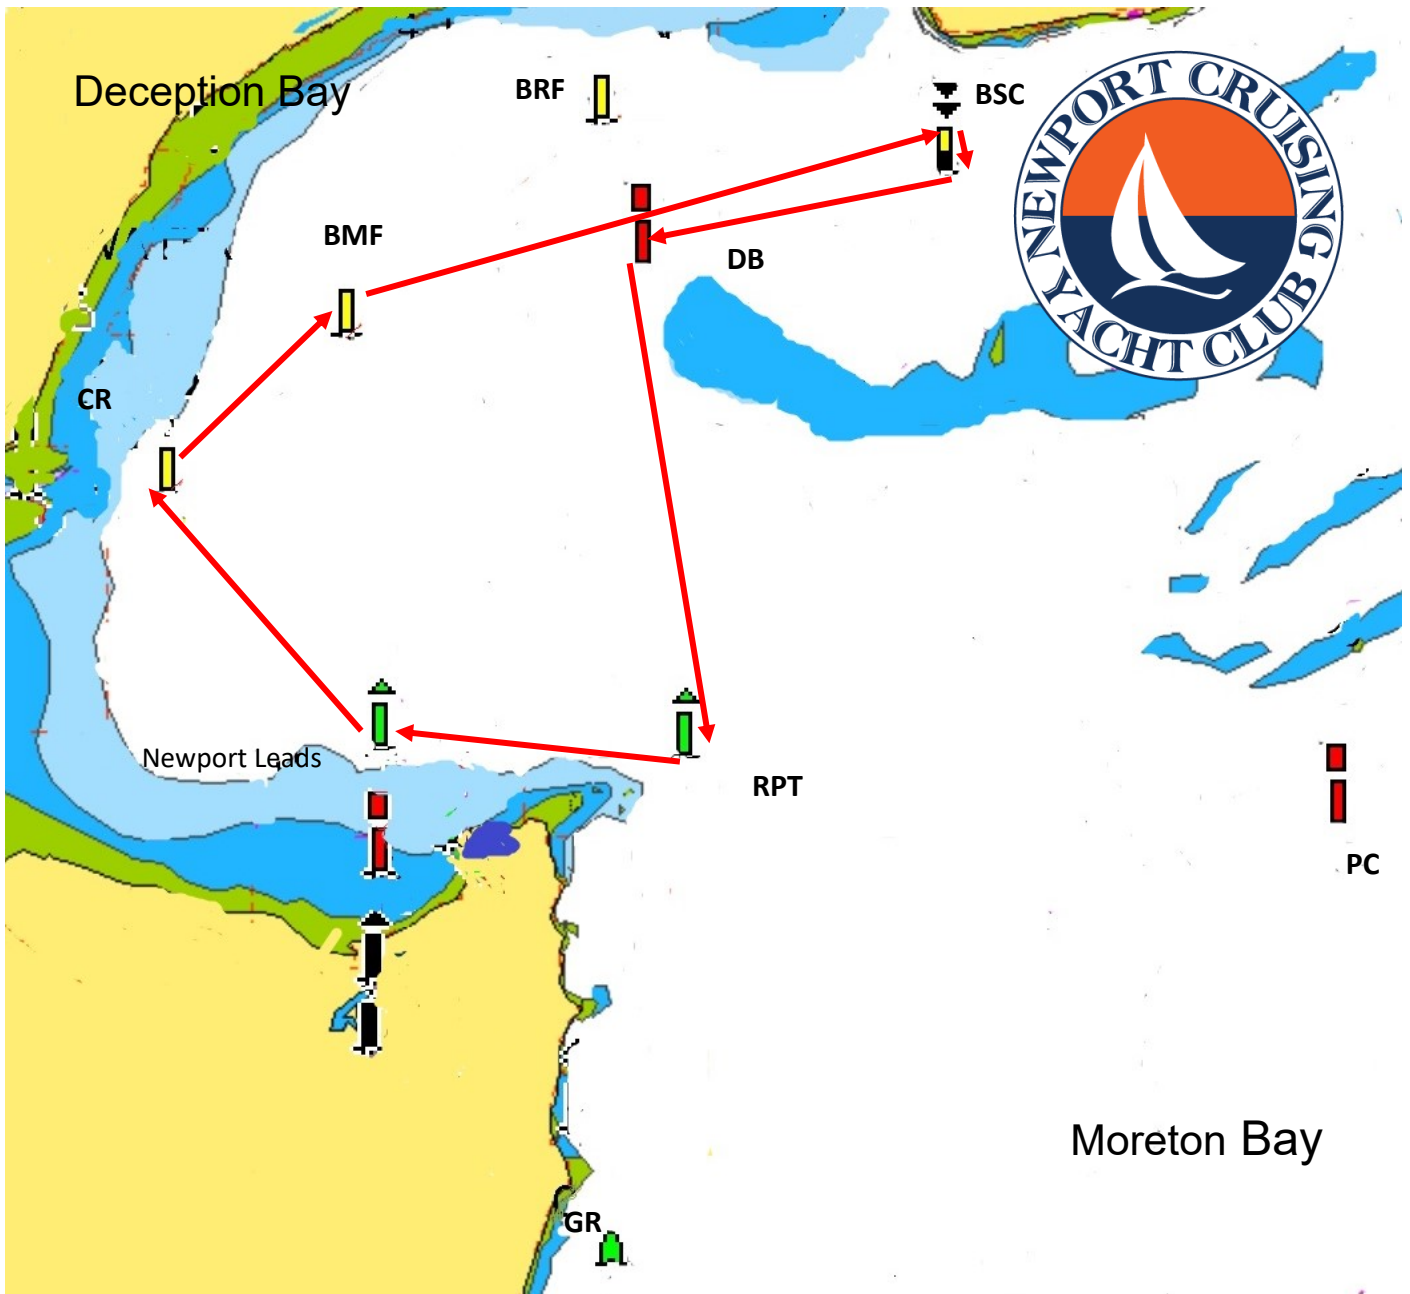 Deception Bay
BRF
BSC
NEWPORT CRUISING
YACHT CLUB
BMF
DB
CR
Newport Leads
RPT
PC
Moreton Bay
GR